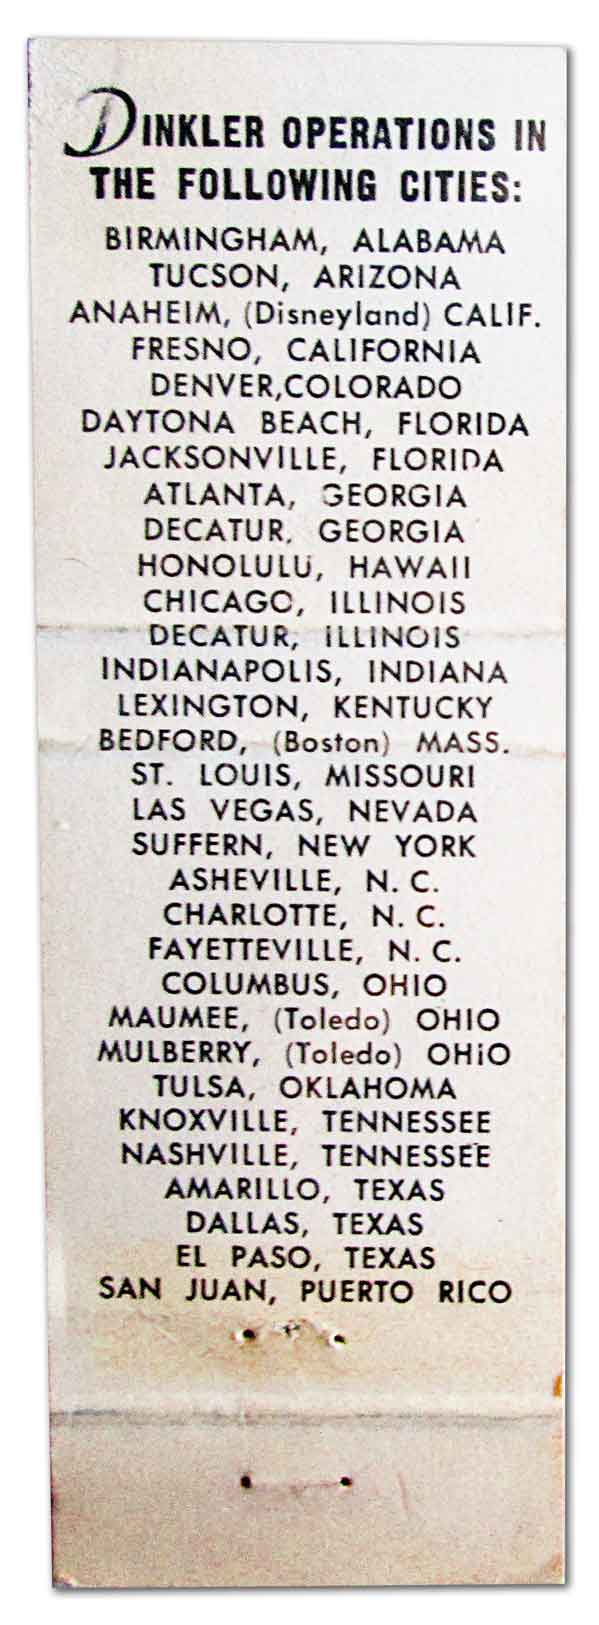 DINKLER OPERATIONS IN
THE FOLLOWING CITIES:
BIRMINGHAM, ALABAMA
TUCSON, ARIZONA
ANAHEIM, (Disneyland) CALIF.
FRESNO, CALIFORNIA
DENVER,COLORADO
DAYTONA BEACH, FLORIDA
JACKSONVILLE, FLORIDA
ATLANTA, GEORGIA
DECATUR, GEORGIA
HONOLULU, HAWAII
CHICAGO, ILLINOIS
DECATUR, ILLINOIS
INDIANAPOLIS, INDIANA
LEXINGTON, KENTUCKY
BEDFORD, (Boston) MASS.
ST. LOUIS, MISSOURI
LAS VEGAS, NEVADA
SUFFERN, NEW YORK
ASHEVILLE, N. C.
CHARLOTTE, N. C.
FAYETTEVILLE, N. C.
COLUMBUS, OHIO
MAUMEE, (Toledo) OHIO
MULBERRY, (Toledo) OHiO
TULSA, OKLAHOMA
KNOXVILLE, TENNESSEE
NASHVILLE, TENNESSEE
AMARILLO, TEXAS
DALLAS, TEXAS
EL PASO, TEXAS
SAN JUAN, PUERTO RICO